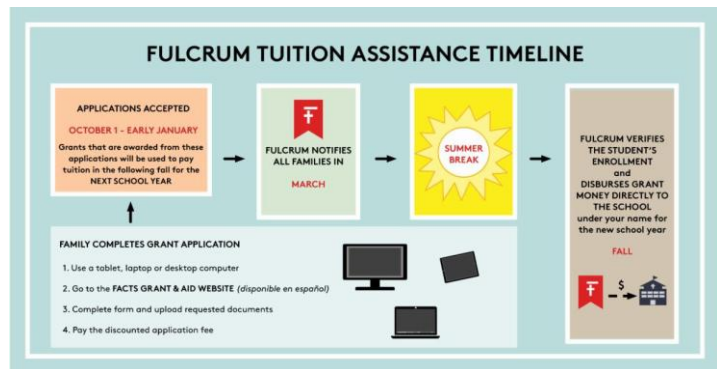 FULCRUM TUITION ASSISTANCE TIMELINE
APPLICATIONS ACCEPTED
OCTOBER 1 - EARLY JANUARY
Grants that are awarded from these
applications will be used to pay
tuition in the following fall for the
NEXT SCHOOL YEAR
FULCRUM NOTIFIES
ALL FAMILIES IN
MARCH
SUMMER
BREAK
FULCRUM VERIFIES
THE STUDENT'S
ENROLLMENT
and
DISBURSES GRANT
MONEY DIRECTLY TO
THE SCHOOL
under your name for
the new school year
FALL
$
FAMILY COMPLETES GRANT APPLICATION
1. Use a tablet, laptop or desktop computer
2. Go to the FACTS GRANT & AID WEBSITE (disponible en español)
3. Complete form and upload requested documents
4. Pay the discounted application fee